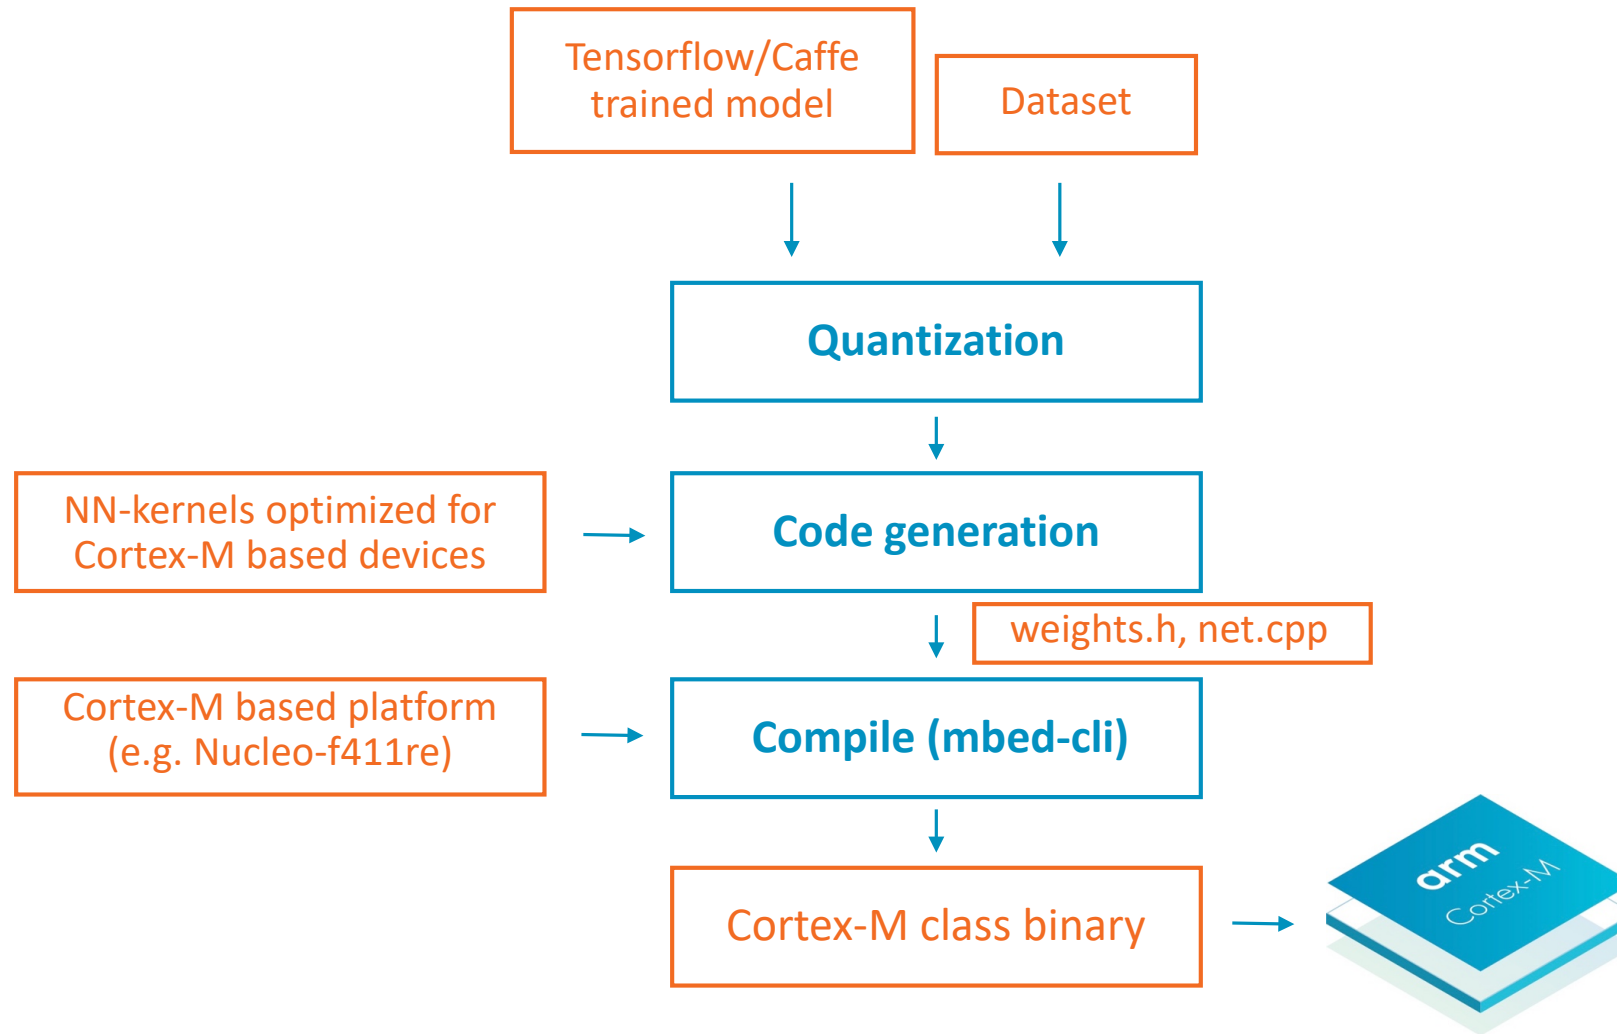 Tensorflow/Caffe
trained model
Dataset
Quantization
NN-kernels optimized for
Cortex-M based devices
Code generation
weights.h, net.cpp
Cortex-M based platform
(e.g. Nucleo-f411re)
Compile (mbed-cli)
Cortex-M class binary
arm
Cortex-M